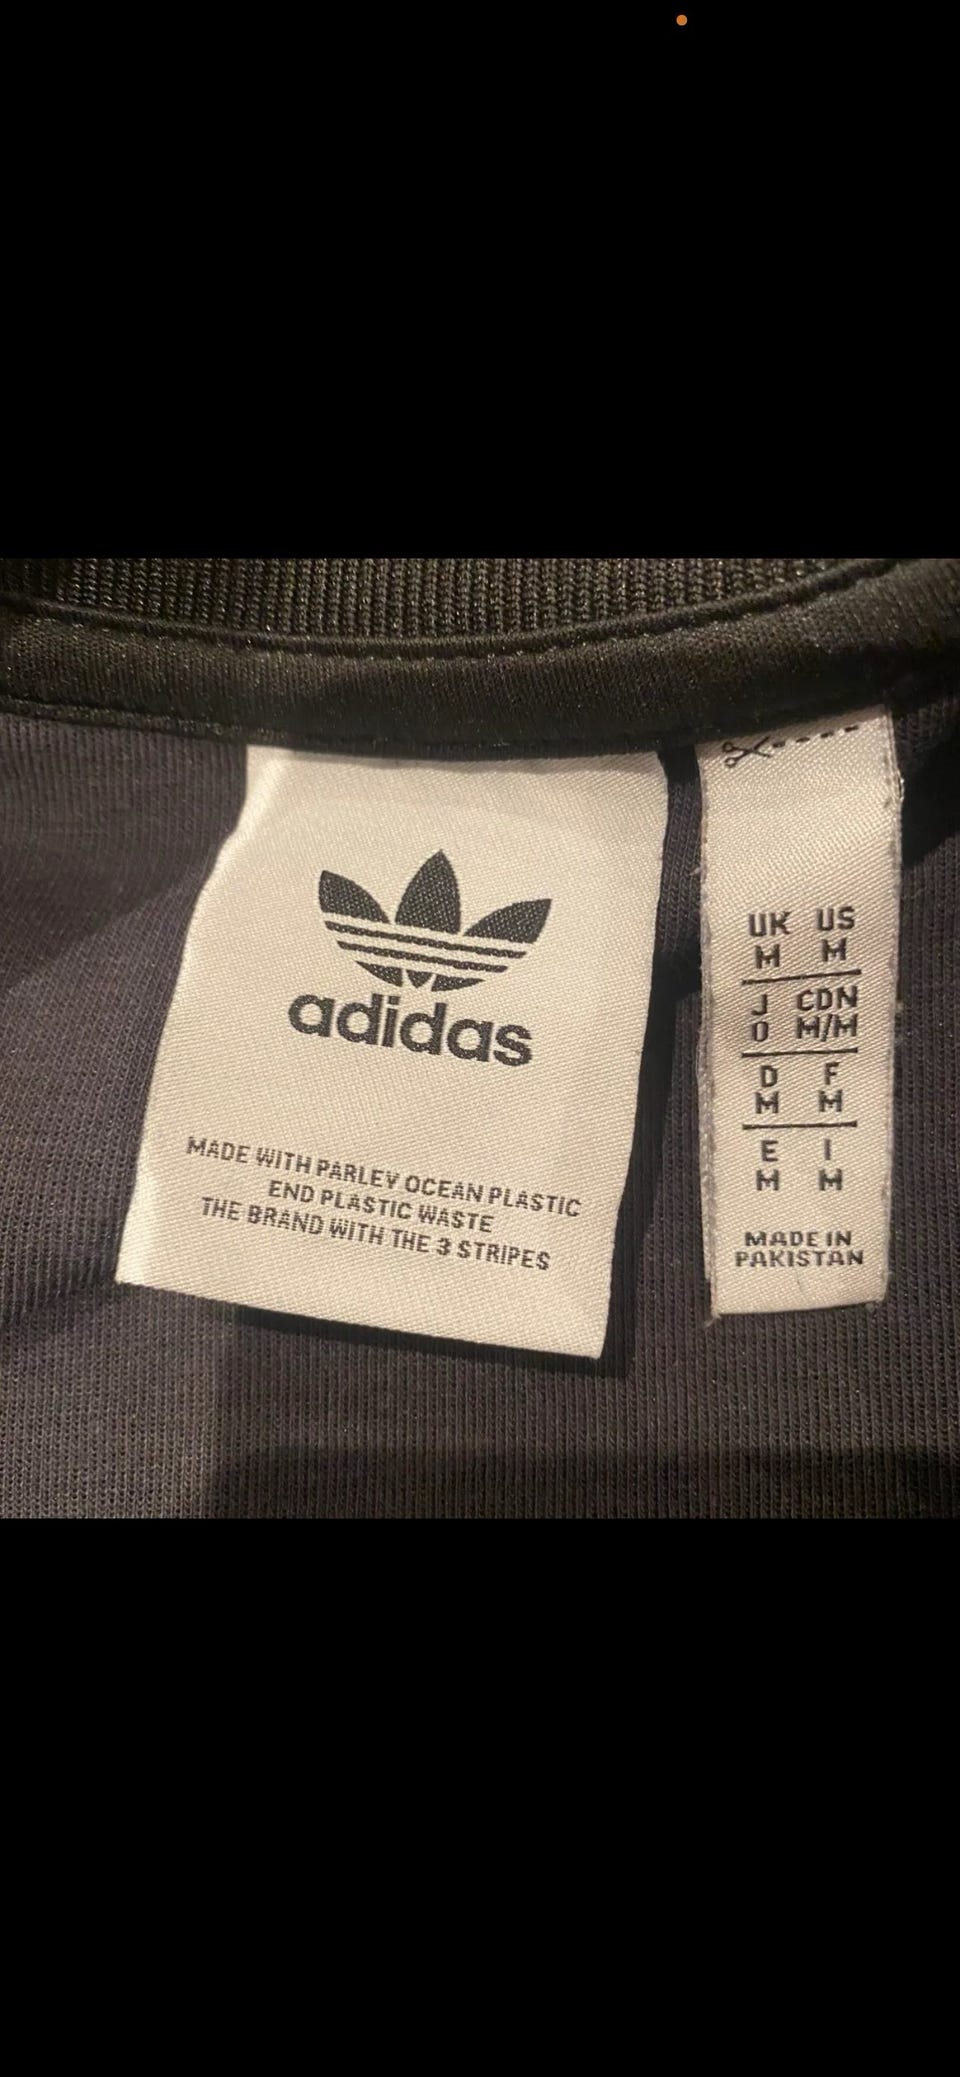 adidas
MADE WITH PARLEY OCEAN PLASTIC
END PLASTIC WASTE
THE BRAND WITH THE 3 STRIPES
UK US
M M
J CDN
O M/M
D F
M M
E I
M M
MADE IN
PAKISTAN